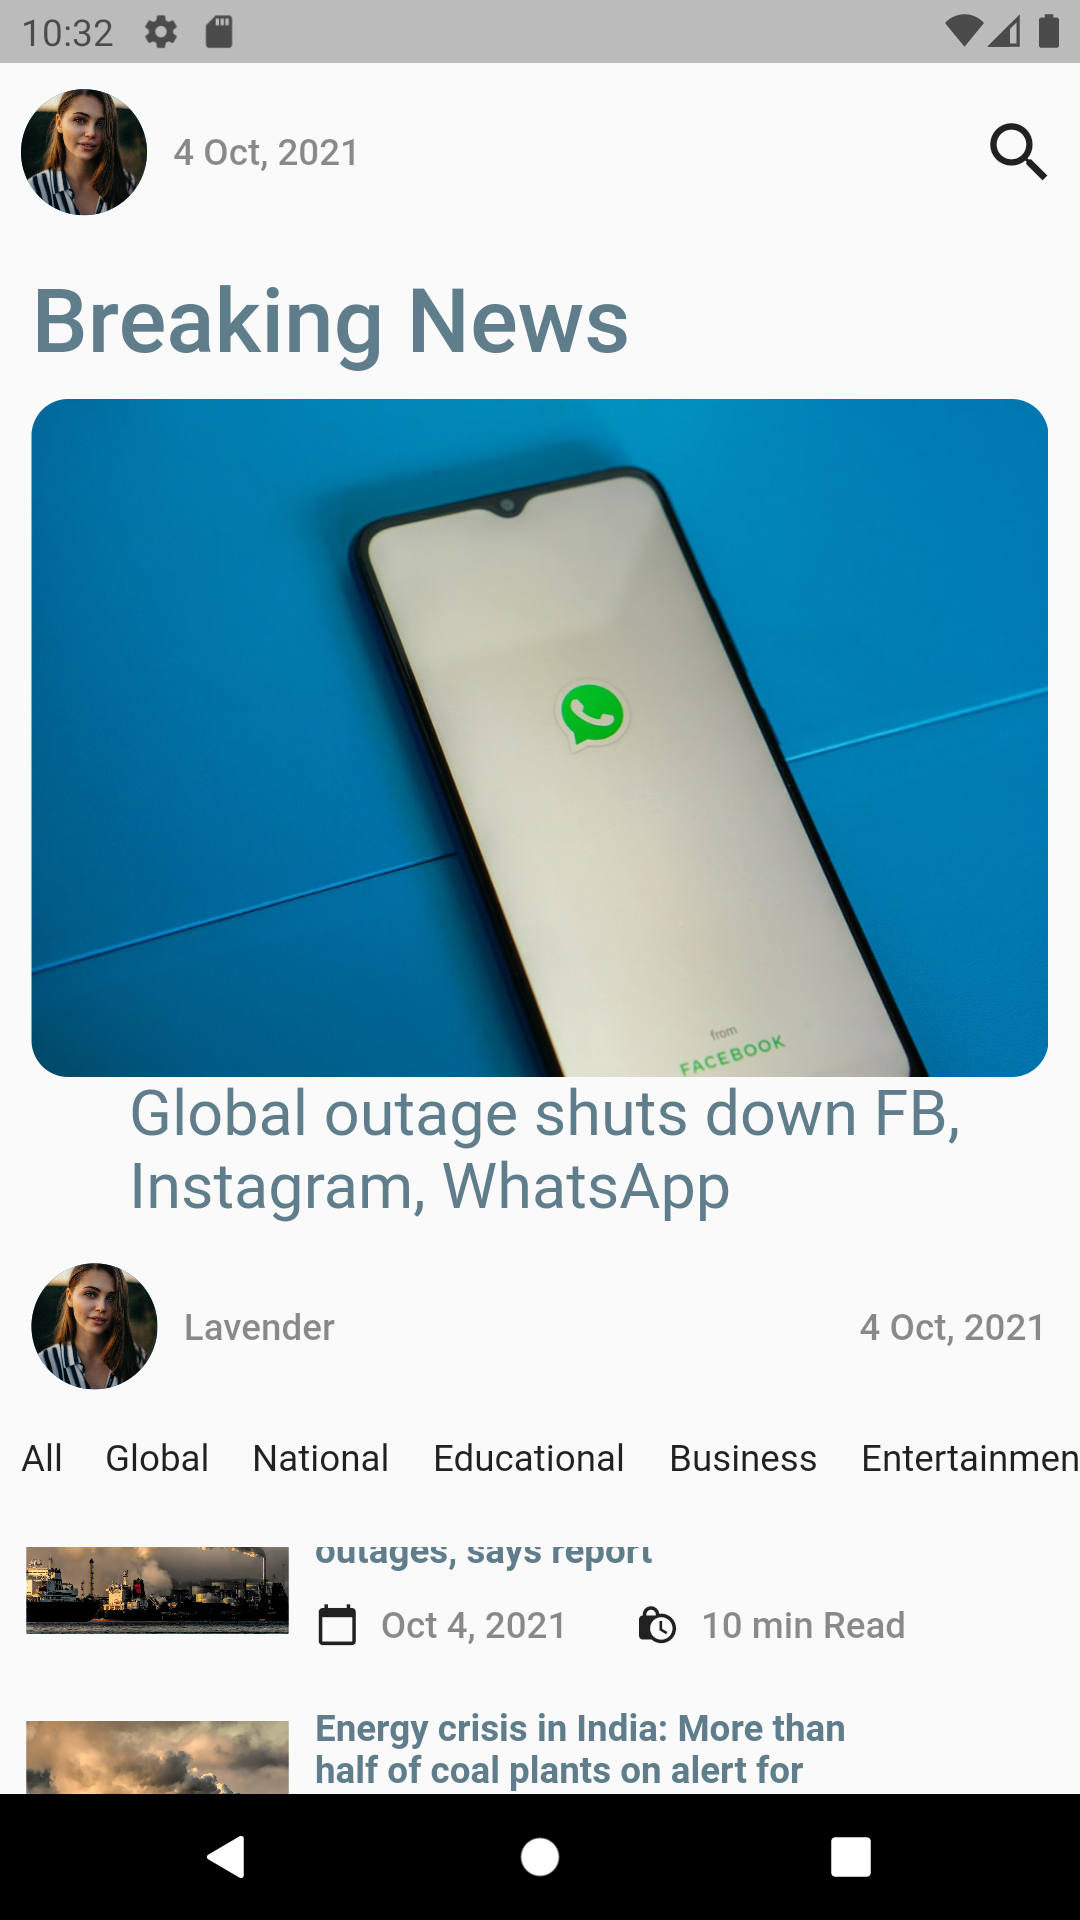 10:32
4 Oct, 2021
Breaking News
from
FACEBOOK
Global outage shuts down FB,
Instagram, WhatsApp
Lavender
4 Oct, 2021
All Global National Educational Business Entertainmen
outages, says report
Oct 4, 2021 10 min Read
Energy crisis in India: More than
half of coal plants on alert for